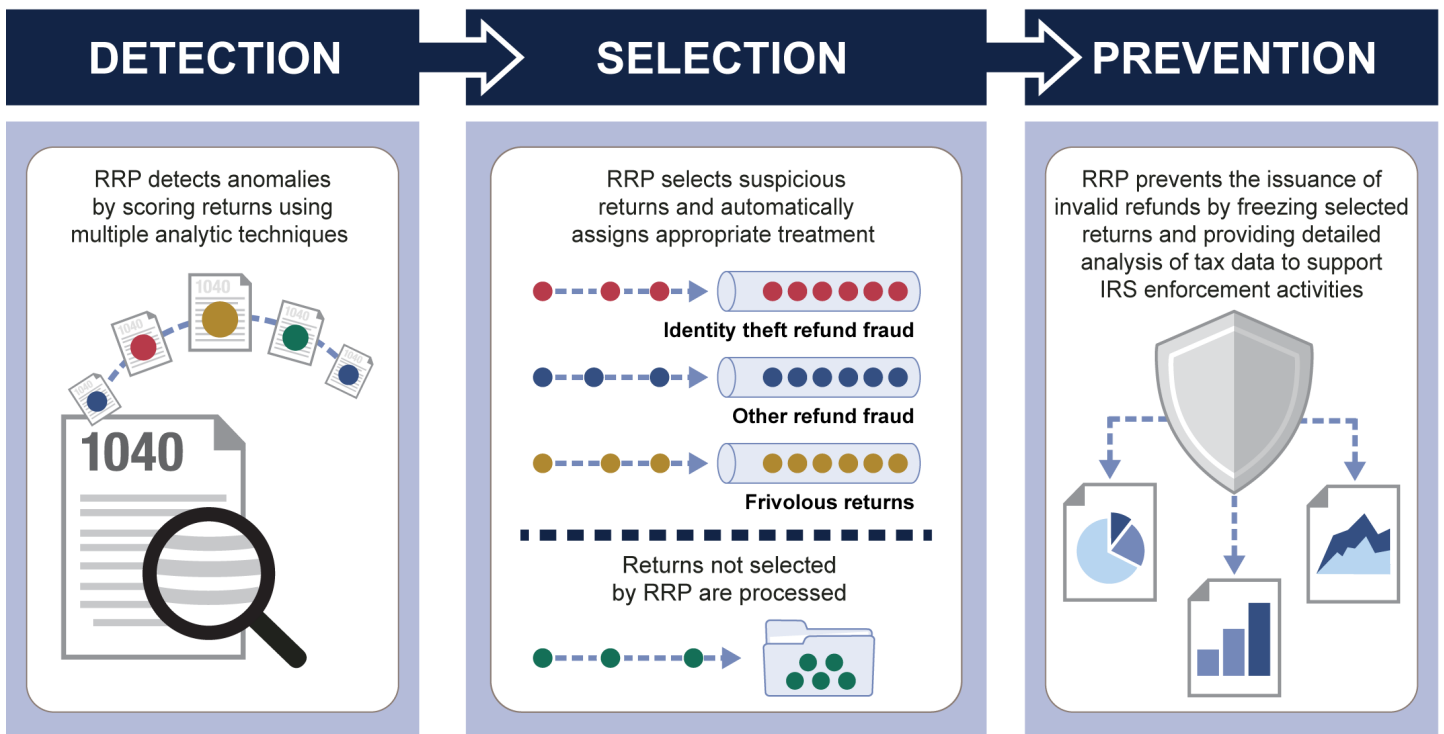 DETECTION
SELECTION
PREVENTION
RRP detects anomalies
by scoring returns using
multiple analytic techniques
1040
1040
1040
1040
1040
1040
RRP selects suspicious
returns and automatically
assigns appropriate treatment
Identity theft refund fraud
Other refund fraud
Frivolous returns
Returns not selected
by RRP are processed
RRP prevents the issuance of
invalid refunds by freezing selected
returns and providing detailed
analysis of tax data to support
IRS enforcement activities